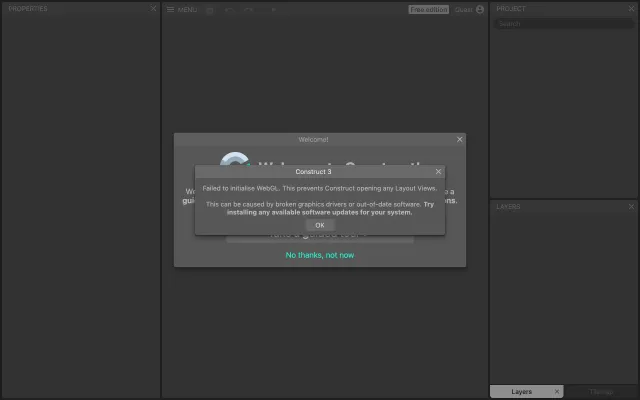 PROPERTIES
MENU
Free edition
Guest
PROJECT
Search
Welcome!
Construct 3
Failed to initialise WebGL. This prevents Construct opening any Layout Views.
This can be caused by broken graphics drivers or out-of-date software. Try
installing any available software updates for your system.
OK
No thanks, not now
LAYERS
Layers